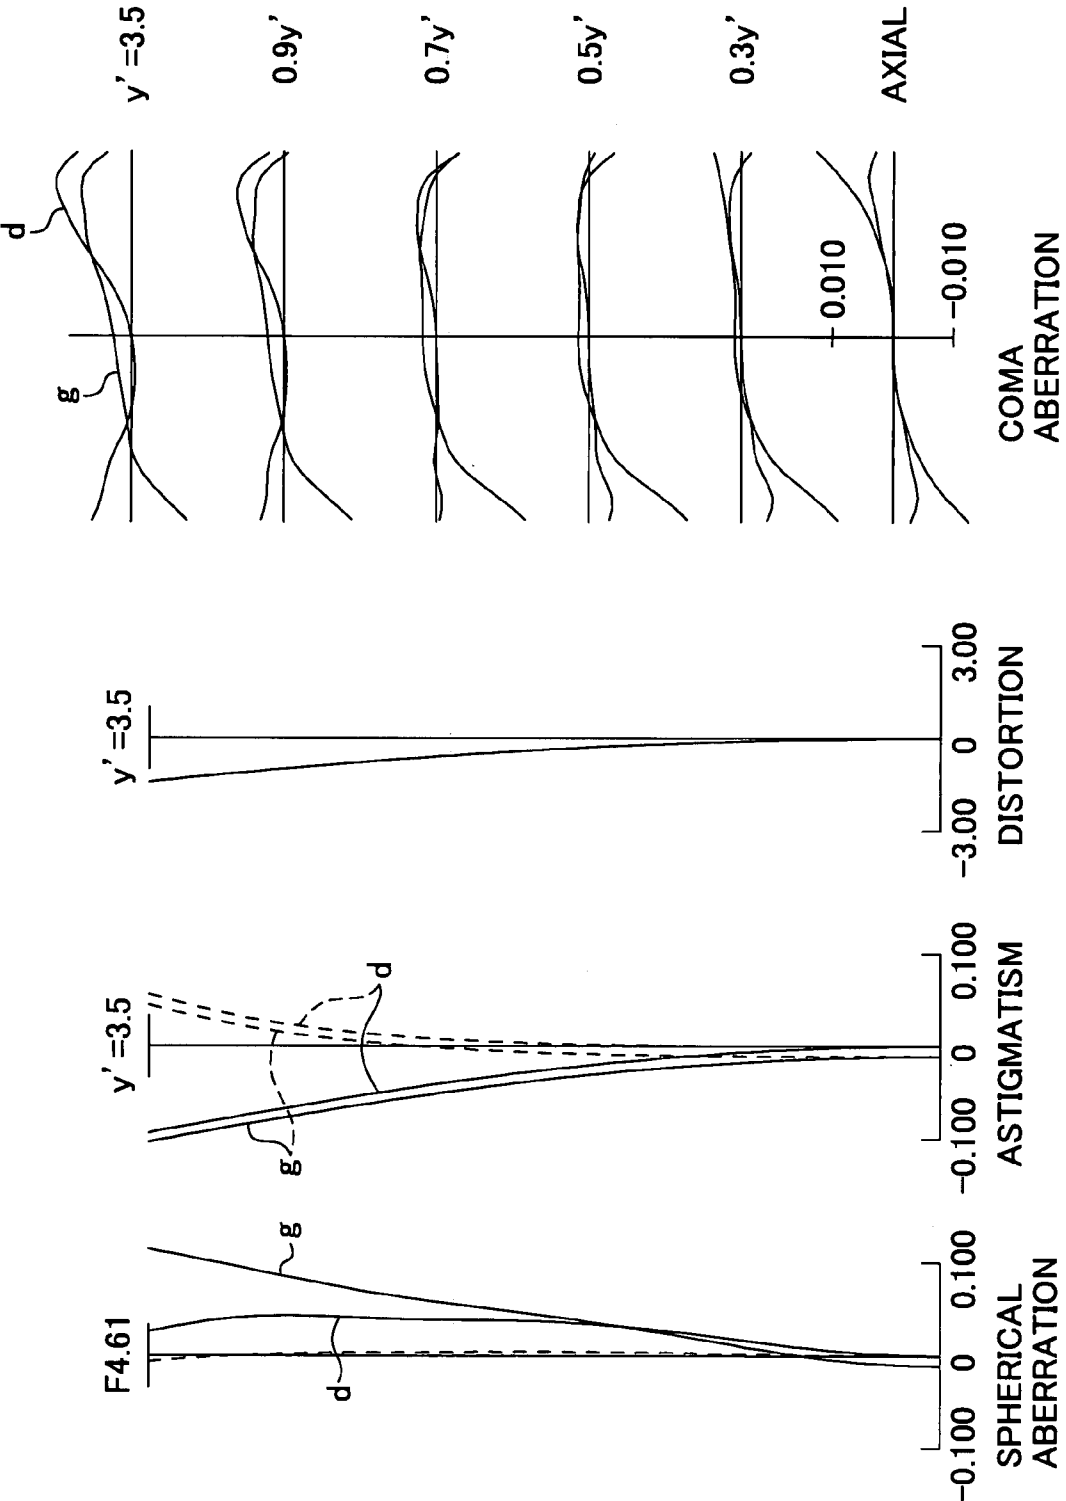 F4.61
g
d
−0.100
0
0.100
SPHERICAL
ABERRATION
y' =3.5
g
d
−0.100
0
0.100
ASTIGMATISM
y' =3.5
−3.00
0
3.00
DISTORTION
g
d
y' =3.5
0.9y'
0.7y'
0.5y'
0.3y'
AXIAL
0.010
−0.010
COMA
ABERRATION